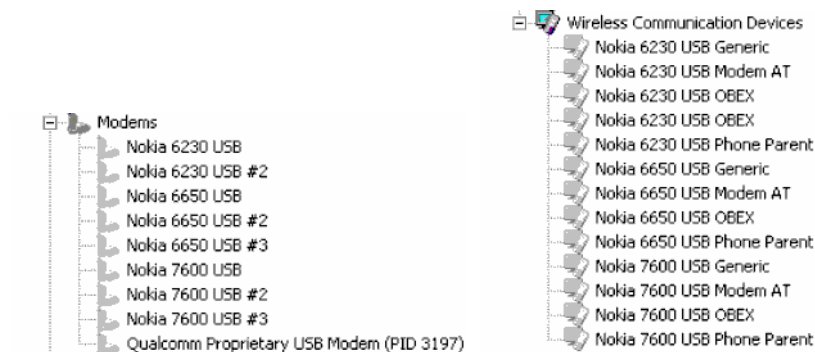 Modems
Nokia 6230 USB
Nokia 6230 USB #2
Nokia 6650 USB
Nokia 6650 USB #2
Nokia 6650 USB #3
Nokia 7600 USB
Nokia 7600 USB #2
Nokia 7600 USB #3
Qualcomm Proprietary USB Modem (PID 3197)
Wireless Communication Devices
Nokia 6230 USB Generic
Nokia 6230 USB Modem AT
Nokia 6230 USB OBEX
Nokia 6230 USB OBEX
Nokia 6230 USB Phone Parent
Nokia 6650 USB Generic
Nokia 6650 USB Modem AT
Nokia 6650 USB OBEX
Nokia 6650 USB Phone Parent
Nokia 7600 USB Generic
Nokia 7600 USB Modem AT
Nokia 7600 USB OBEX
Nokia 7600 USB Phone Parent